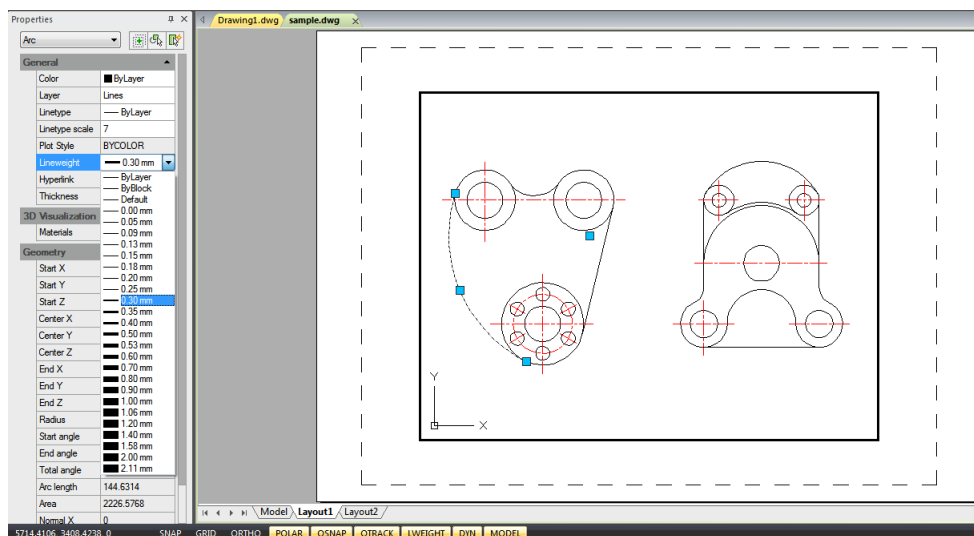 Properties
Drawing1.dwg sample.dwg
Arc
General
Color ByLayer
Layer Lines
Linetype ByLayer
Linetype scale 7
Plot Style BYCOLOR
Lineweight 0.30 mm
Hyperlink
Thickness
3D Visualization
Materials
Geometry
Start X
Start Y
Start Z
Center X
Center Y
Center Z
End X
End Y
End Z
Radius
Start angle
End angle
Total angle
ByLayer
ByBlock
Default
0.00 mm
0.05 mm
0.09 mm
0.13 mm
0.15 mm
0.18 mm
0.20 mm
0.25 mm
0.30 mm
0.35 mm
0.40 mm
0.50 mm
0.53 mm
0.60 mm
0.70 mm
0.80 mm
0.90 mm
1.00 mm
1.06 mm
1.20 mm
1.40 mm
1.58 mm
2.00 mm
2.11 mm
Arc length 144.6314
Area 2226.5768
Normal X 0
Y
X
Model Layout1 Layout2
5714.4106, 3408.4238, 0 SNAP GRID ORTHO POLAR OSNAP OTRACK LWEIGHT DYN MODEL